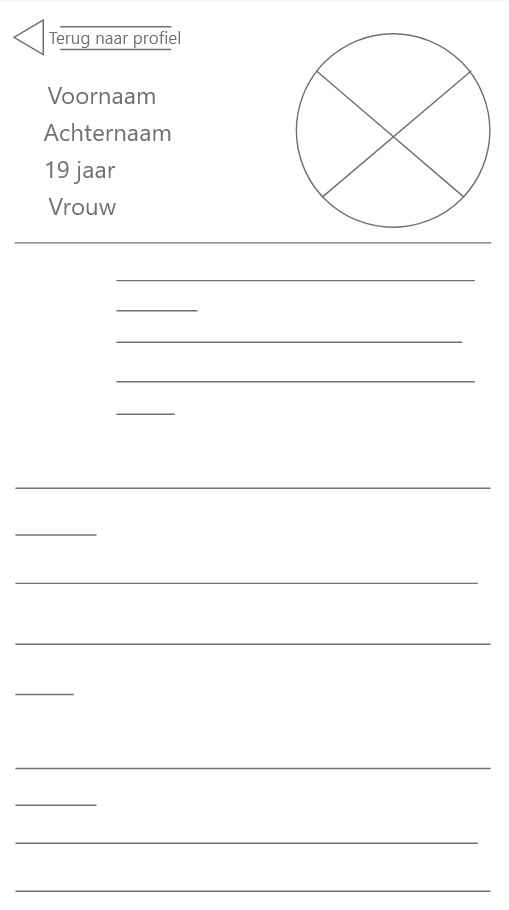 Terug naar profiel
Voornaam
Achternaam
19 jaar
Vrouw